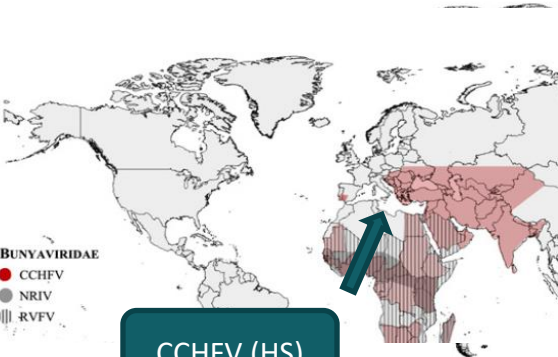 BUNYAVIRIDAE
CCHFV
NRIV
RVFV
CCHFV (HS)